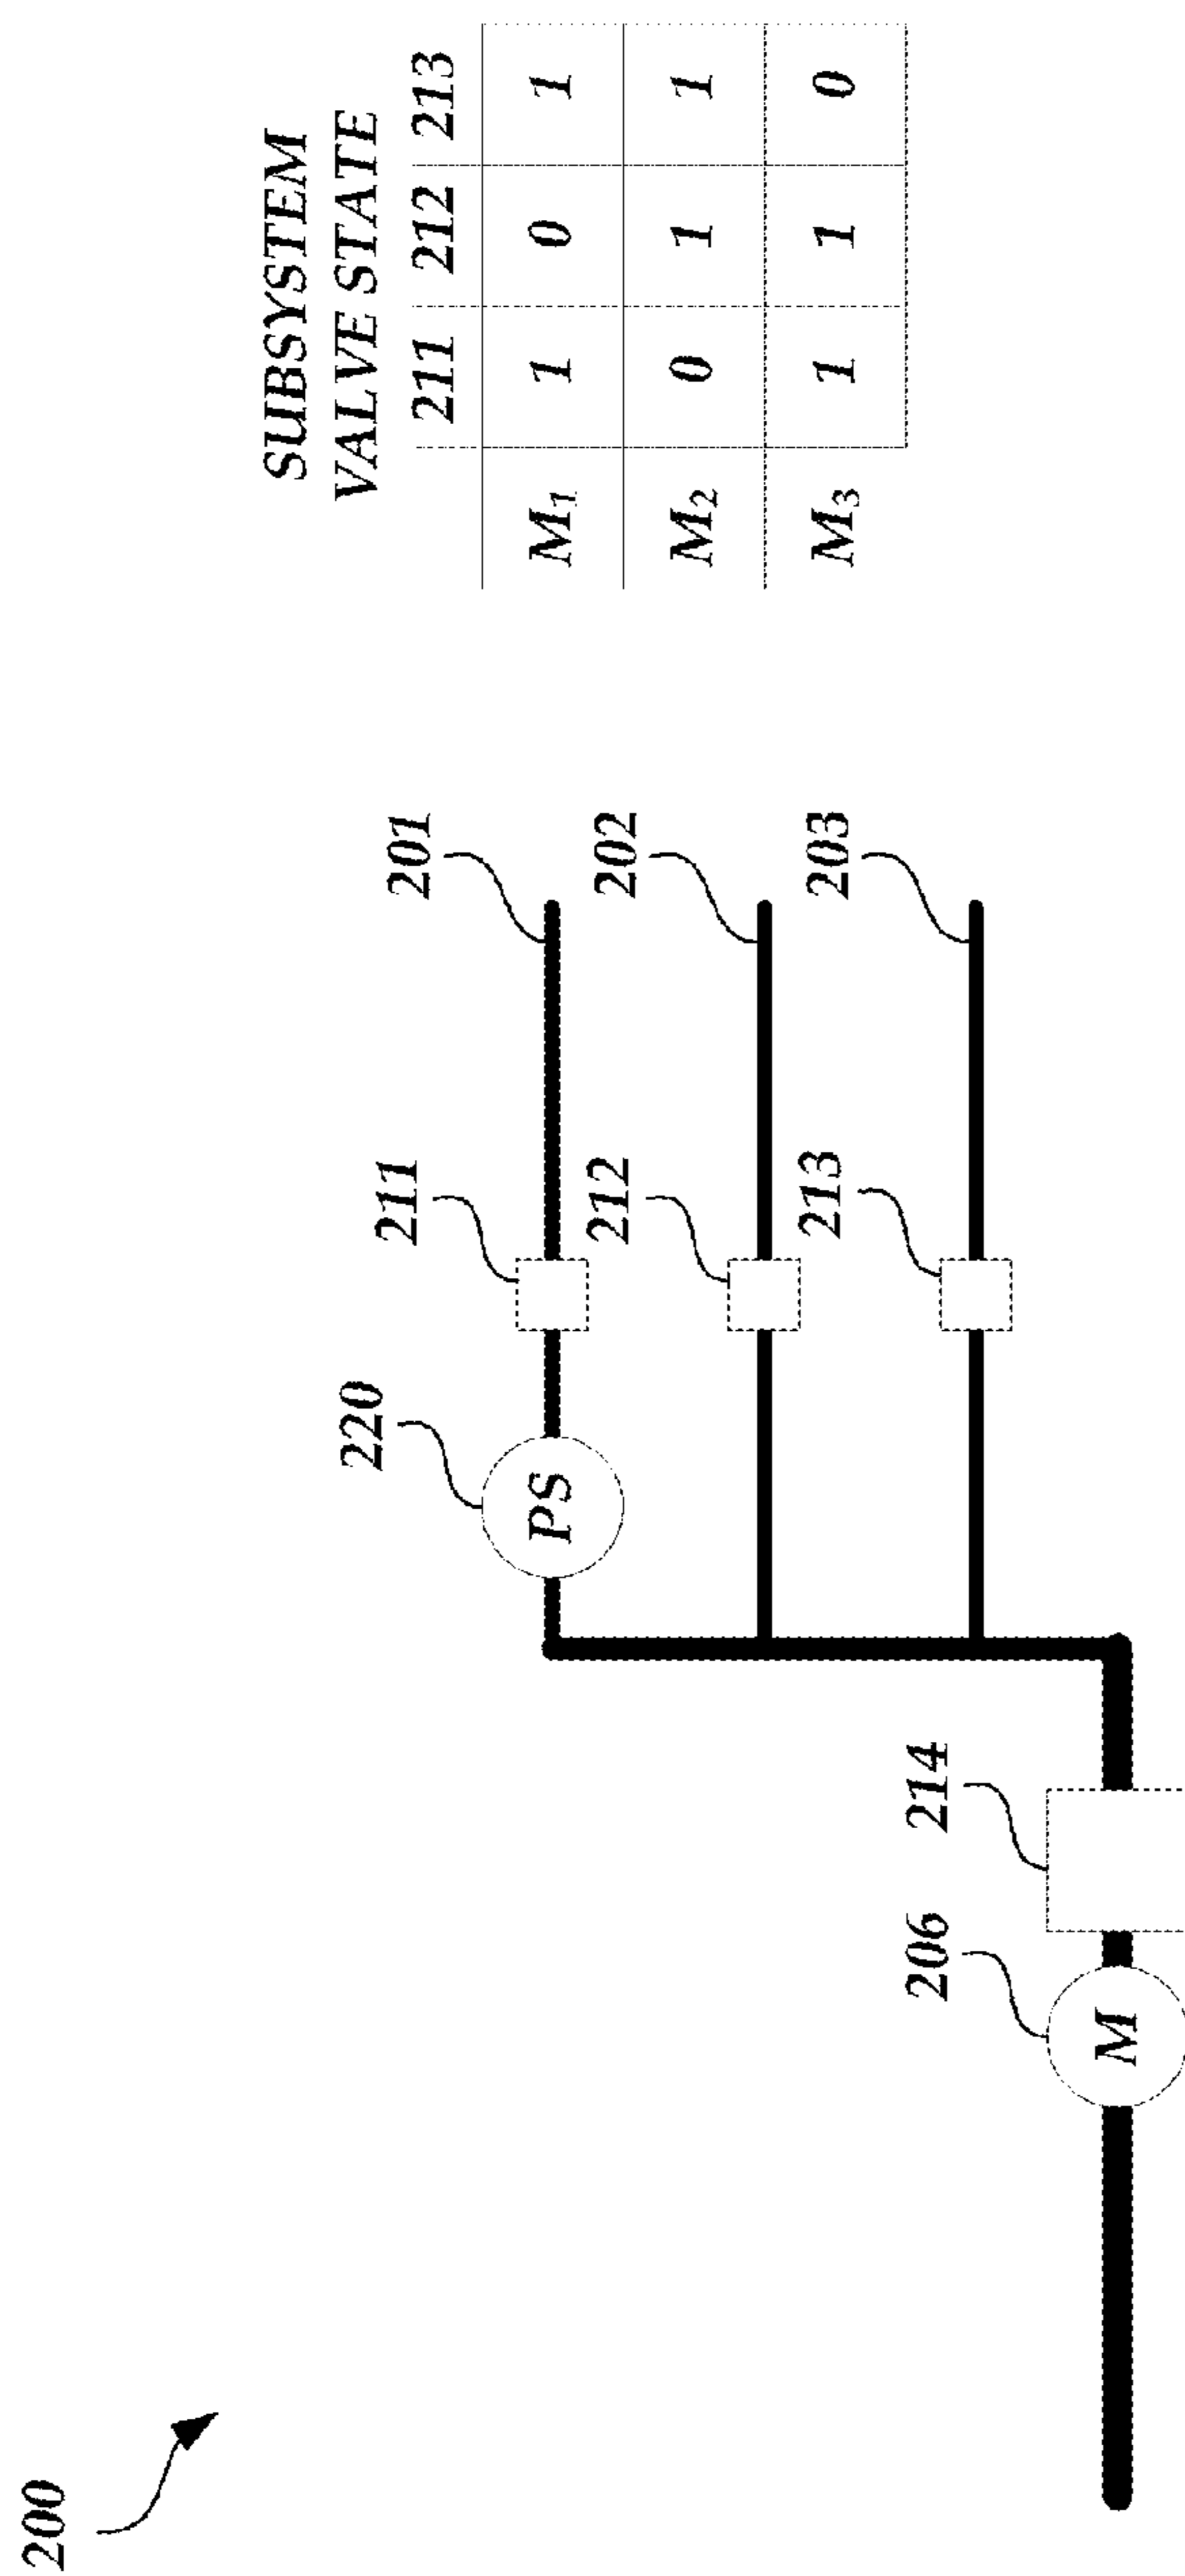 200
220
211
201
PS
212
202
213
203
206
214
M
SUBSYSTEM
VALVE STATE
211 212 213
M₁ 1 0 1
M₂ 0 1 1
M₃ 1 1 0